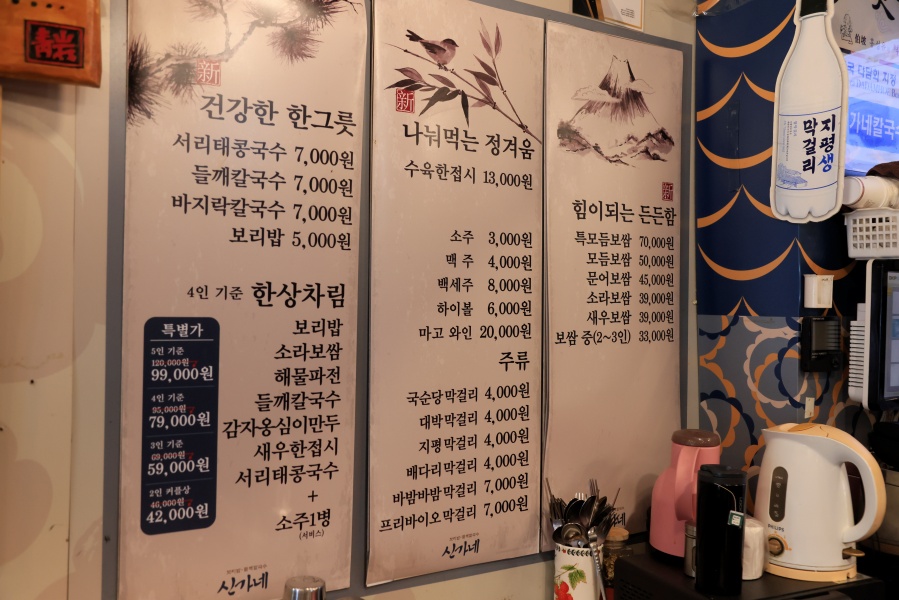 新
건강한 한그릇
서리태콩국수 7,000원
들깨칼국수 7,000원
바지락칼국수 7,000원
보리밥 5,000원
4인 기준 한상차림
특별가
5인 기준
120,000원
99,000원
4인 기준
95,000원
79,000원
3인 기준
69,000원
59,000원
2인 커플상
46,000원
42,000원
보리밥
소라보쌈
해물파전
들깨칼국수
감자옹심이만두
새우한접시
서리태콩국수
+
소주1병
(서비스)
신가네
新
나눠먹는 정겨움
수육한접시 13,000원
소주 3,000원
맥주 4,000원
백세주 8,000원
하이볼 6,000원
마고 와인 20,000원
주류
국순당막걸리 4,000원
대박막걸리 4,000원
지평막걸리 4,000원
배다리막걸리 4,000원
바밤바밤막걸리 7,000원
프리바이오막걸리 7,000원
신가네
新
힘이되는 든든함
특모듬보쌈 70,000원
모듬보쌈 50,000원
문어보쌈 45,000원
소라보쌈 39,000원
새우보쌈 39,000원
보쌈 중(2~3인) 33,000원
지평생
막걸리
가네칼국수
PHILIPS